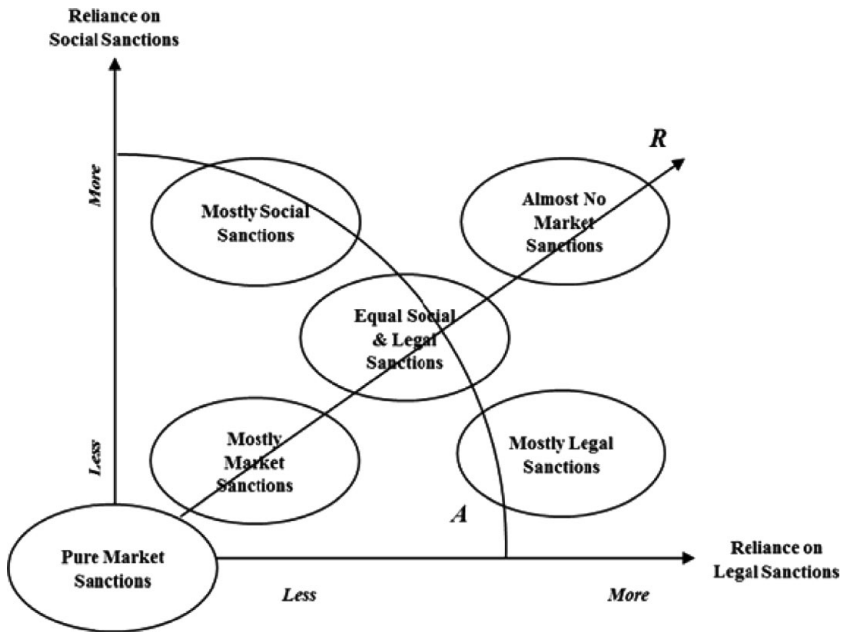 Reliance on
Social Sanctions
More
Less
R
Mostly Social
Sanctions
Almost No
Market
Sanctions
Equal Social
& Legal
Sanctions
Mostly
Market
Sanctions
Mostly Legal
Sanctions
A
Pure Market
Sanctions
Reliance on
Legal Sanctions
Less
More